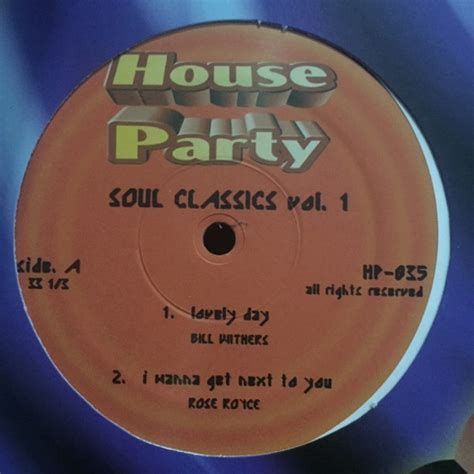 House
Party
SOUL CLASSICS vol. 1
side. A
33 1/3
HP-035
all rights reserved
1. lovely day
BILL WITHERS
2. i wanna get next to you
ROSE ROYCE